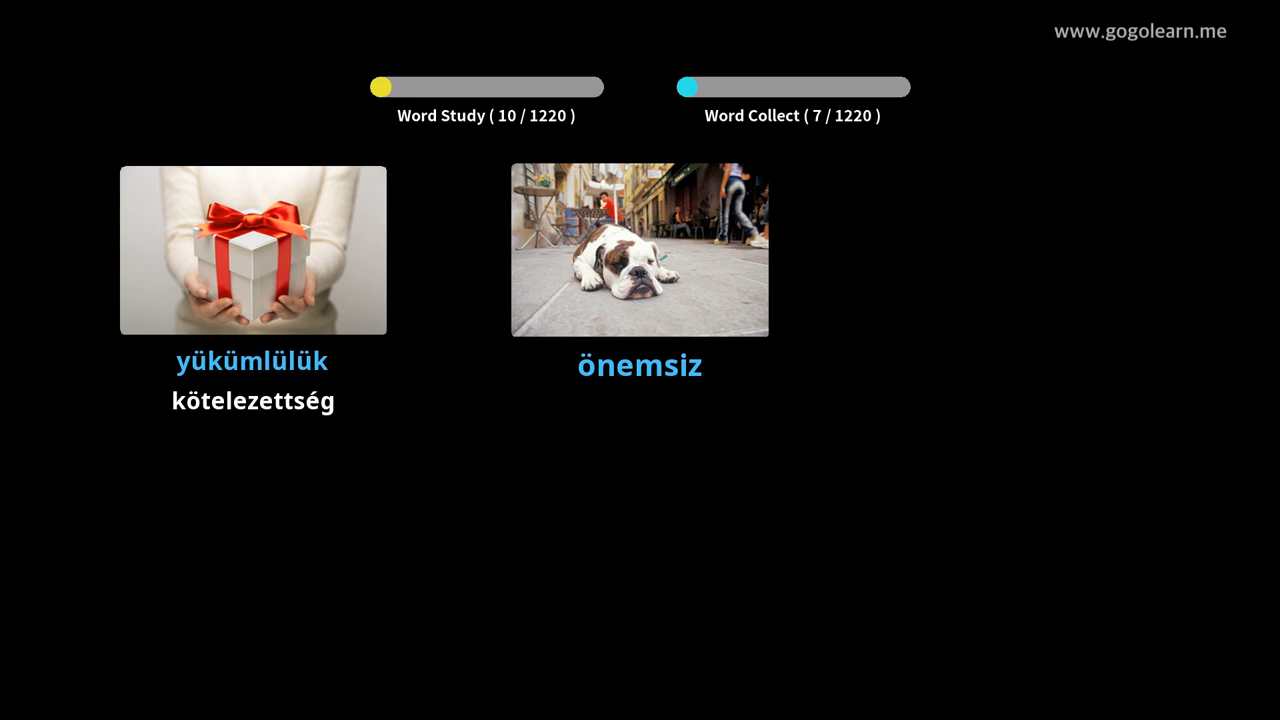 www.gogolearn.me
Word Study ( 10 / 1220 )
Word Collect ( 7 / 1220 )
yükümlülük
kötelezettség
önemsiz